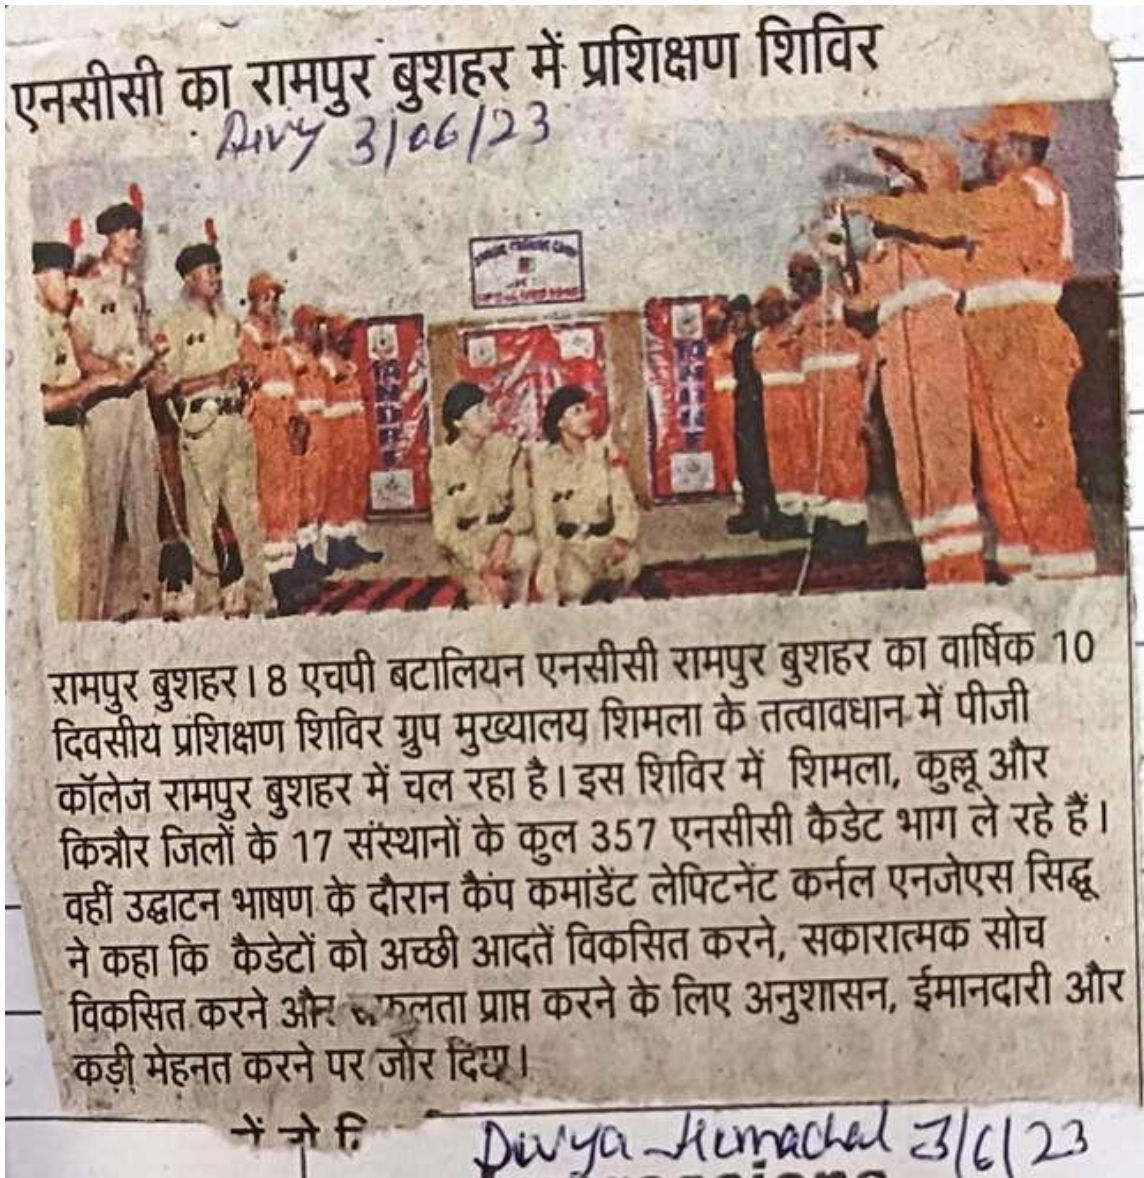 एनसीसी का रामपुर बुशहर में प्रशिक्षण शिविर
Divy 3/06/23
रामपुर बुशहर। 8 एचपी बटालियन एनसीसी रामपुर बुशहर का वार्षिक 10
दिवसीय प्रशिक्षण शिविर ग्रुप मुख्यालय शिमला के तत्वावधान में पीजी
कॉलेज रामपुर बुशहर में चल रहा है। इस शिविर में शिमला, कुल्लू और
किन्नौर जिलों के 17 संस्थानों के कुल 357 एनसीसी कैडेट भाग ले रहे हैं।
वहीं उद्घाटन भाषण के दौरान कैंप कमांडेंट लेफ्टिनेंट कर्नल एनजेएस सिद्धू
ने कहा कि कैडेटों को अच्छी आदतें विकसित करने, सकारात्मक सोच
विकसित करने और प्राप्त करने के लिए अनुशासन, ईमानदारी और
कड़ी मेहनत करने पर जोर दिया।
Divya Himachal 3/6/23